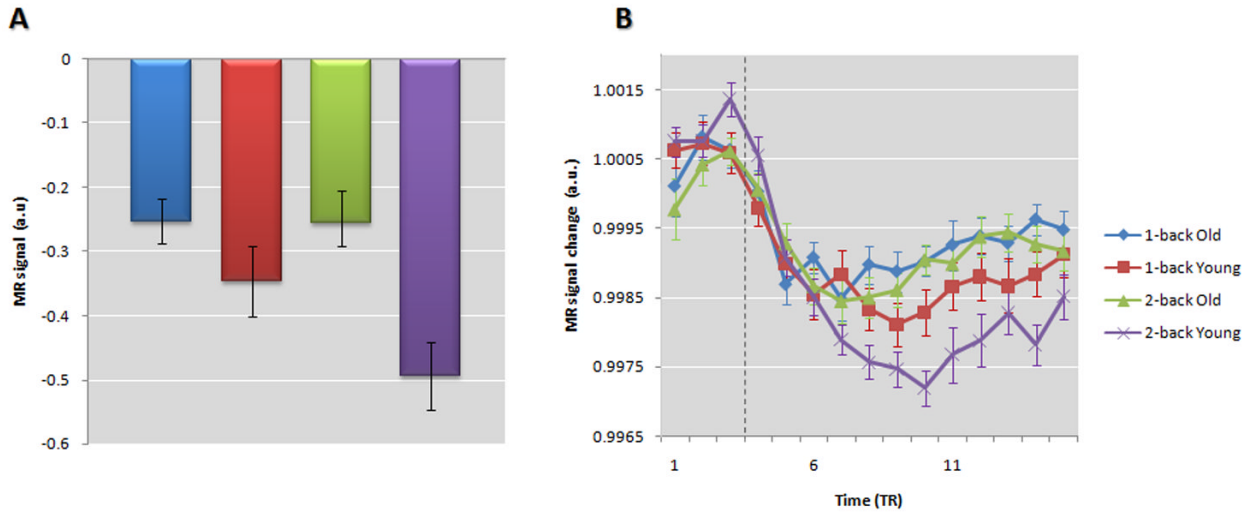 A
0
-0.1
-0.2
-0.3
-0.4
-0.5
-0.6
MR signal (a.u)
B
1.0015
1.0005
0.9995
0.9985
0.9975
0.9965
MR signal change (a.u.)
1 6 11
Time (TR)
1-back Old
1-back Young
2-back Old
2-back Young